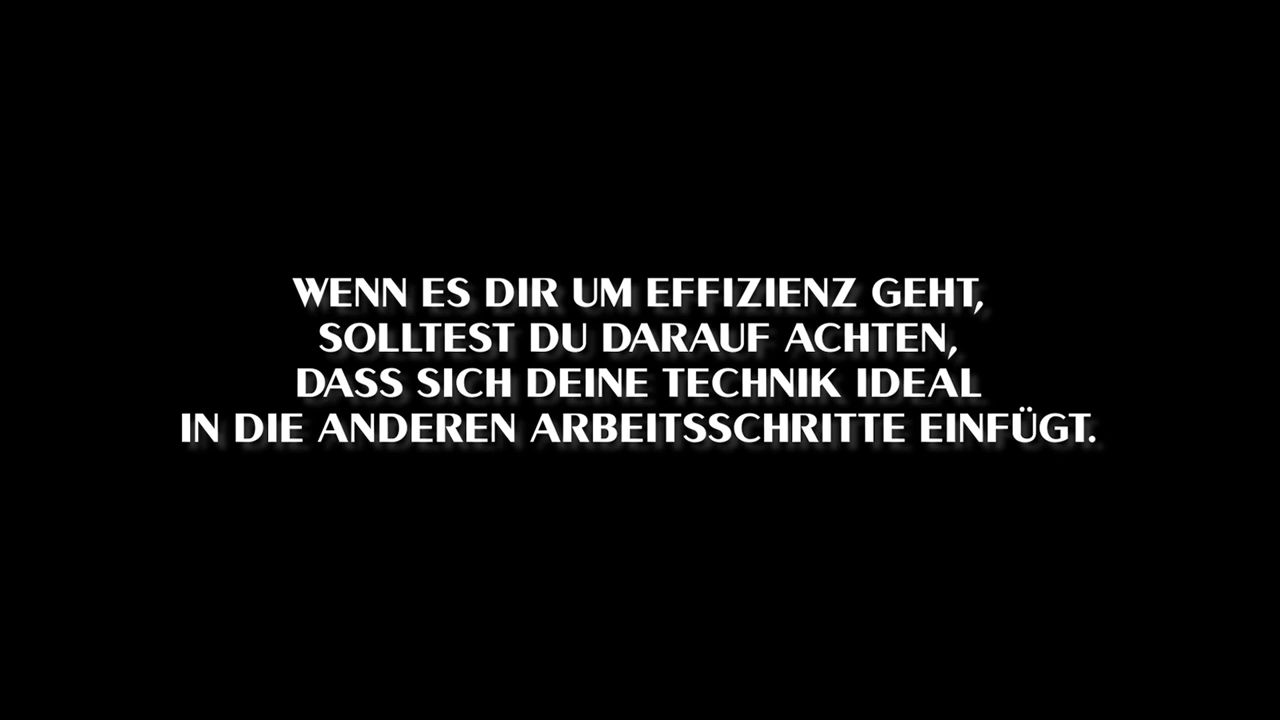 WENN ES DIR UM EFFIZIENZ GEHT,
SOLLTEST DU DARAUF ACHTEN,
DASS SICH DEINE TECHNIK IDEAL
IN DIE ANDEREN ARBEITSSCHRITTE EINFÜGT.